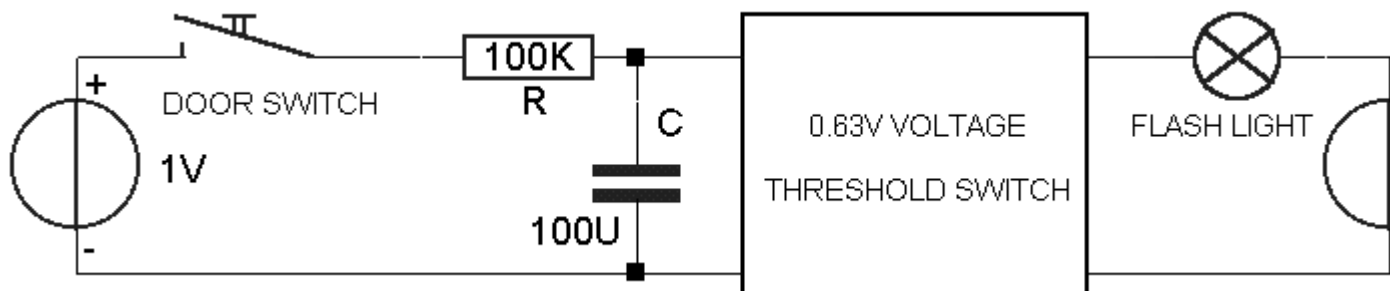 +
DOOR SWITCH
1V
-
100K
R
C
100U
0.63V VOLTAGE
THRESHOLD SWITCH
FLASH LIGHT